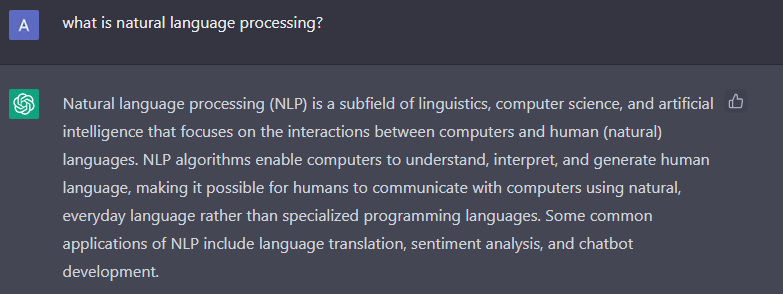 A
what is natural language processing?
Natural language processing (NLP) is a subfield of linguistics, computer science, and artificial
intelligence that focuses on the interactions between computers and human (natural)
languages. NLP algorithms enable computers to understand, interpret, and generate human
language, making it possible for humans to communicate with computers using natural,
everyday language rather than specialized programming languages. Some common
applications of NLP include language translation, sentiment analysis, and chatbot
development.